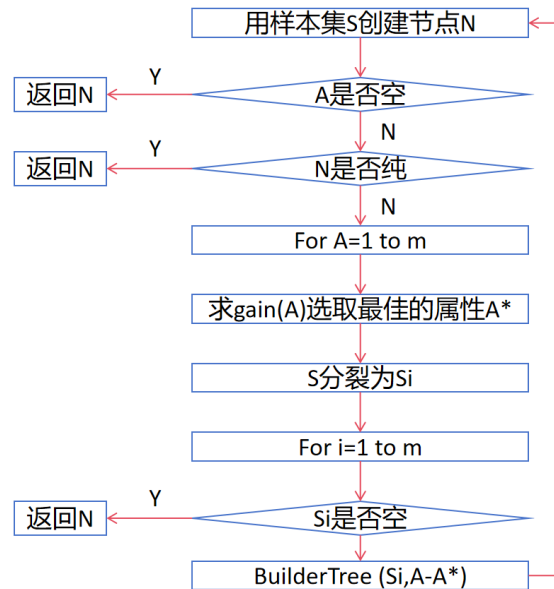 用样本集S创建节点N
Y
返回N
A是否空
N
Y
返回N
N是否纯
N
For A=1 to m
求gain(A)选取最佳的属性A*
S分裂为Si
For i=1 to m
Y
返回N
Si是否空
BuilderTree (Si,A-A*)